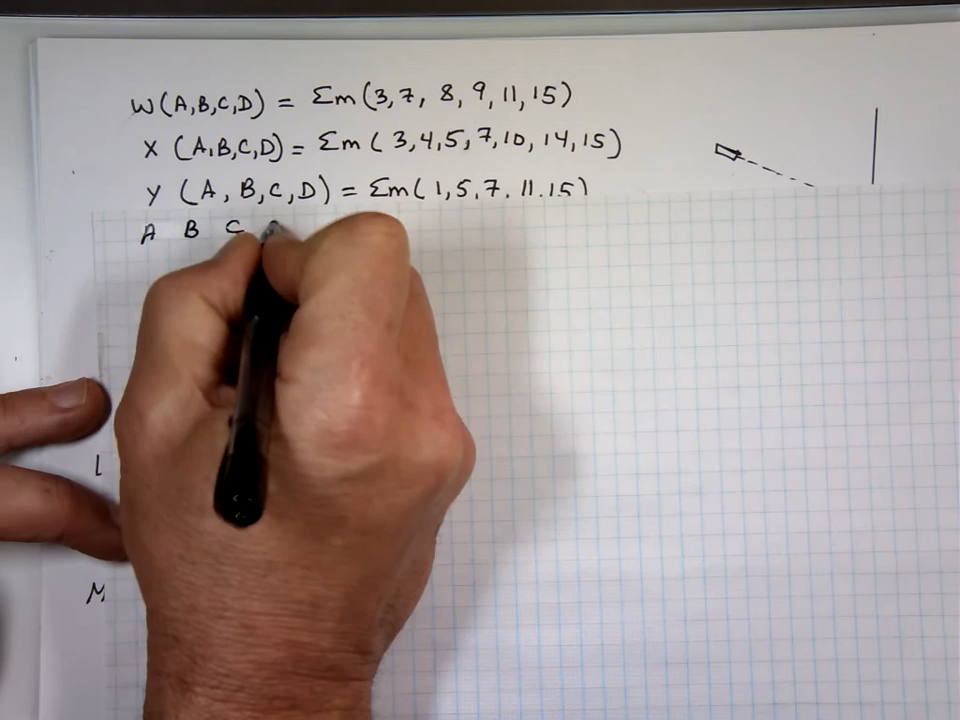 W(A,B,C,D) = Σm(3,7, 8, 9, 11, 15)
X (A,B,C,D) = Σm( 3,4,5,7,10, 14, 15)
Y (A, B, C, D) = Σm( 1, 5, 7, 11, 15)
A B C
L
M